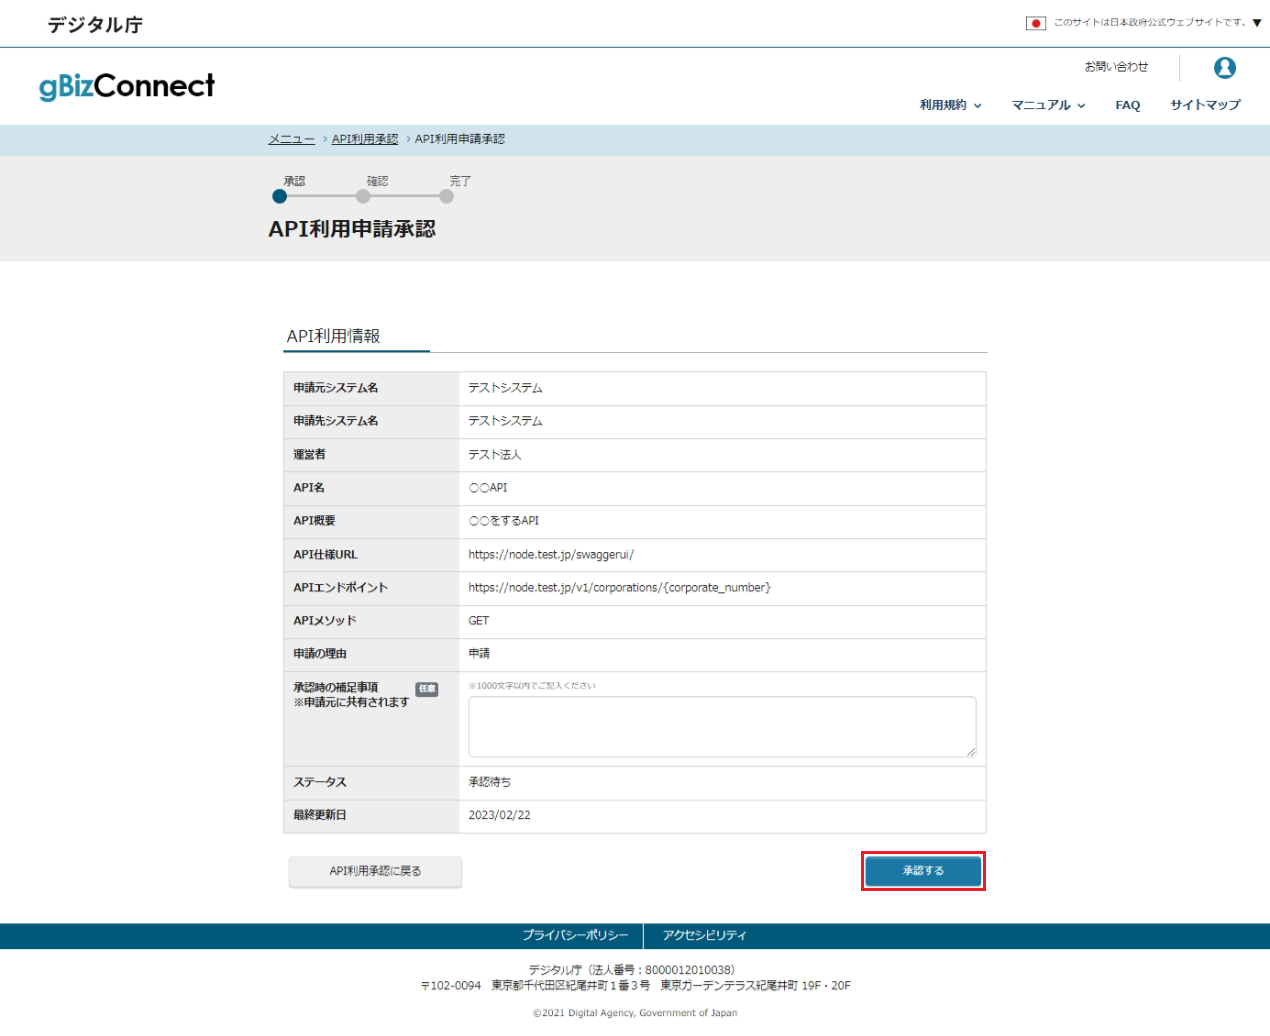 デジタル庁
このサイトは日本政府公式ウェブサイトです。▼
gBizConnect
お問い合わせ
利用規約 マニュアル FAQ サイトマップ
メニュー › API利用承認 › API利用申請承認
承認 確認 完了
API利用申請承認
API利用情報
申請元システム名 テストシステム
申請先システム名 テストシステム
運営者 テスト法人
API名 〇〇API
API概要 〇〇をするAPI
API仕様URL https://node.test.jp/swaggerui/
APIエンドポイント https://node.test.jp/v1/corporations/{corporate_number}
APIメソッド GET
申請の理由 申請
承認時の補足事項 任意 ※1000文字以内でご記入ください
※申請元に共有されます
ステータス 承認待ち
最終更新日 2023/02/22
API利用承認に戻る 承認する
プライバシーポリシー アクセシビリティ
デジタル庁（法人番号：8000012010038）
〒102-0094　東京都千代田区紀尾井町１番３号　東京ガーデンテラス紀尾井町 19F・20F
©2021 Digital Agency, Government of Japan